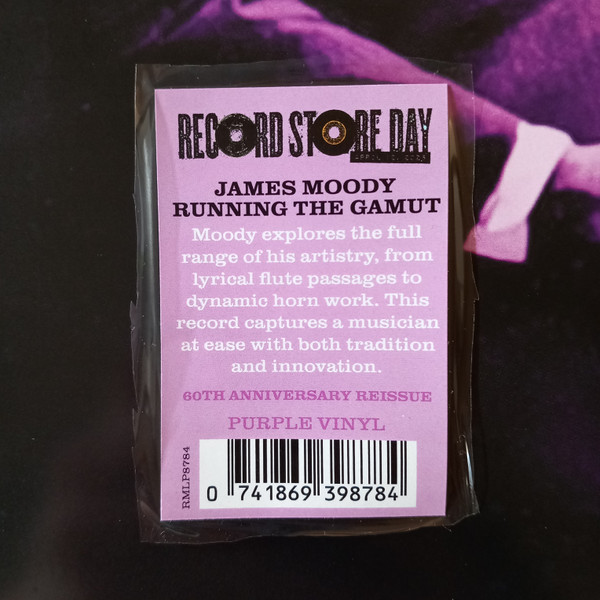 RECORD STORE DAY
JAMES MOODY
RUNNING THE GAMUT
Moody explores the full
range of his artistry, from
lyrical flute passages to
dynamic horn work. This
record captures a musician
at ease with both tradition
and innovation.
60TH ANNIVERSARY REISSUE
PURPLE VINYL
RMLP8784
0 741869 398784